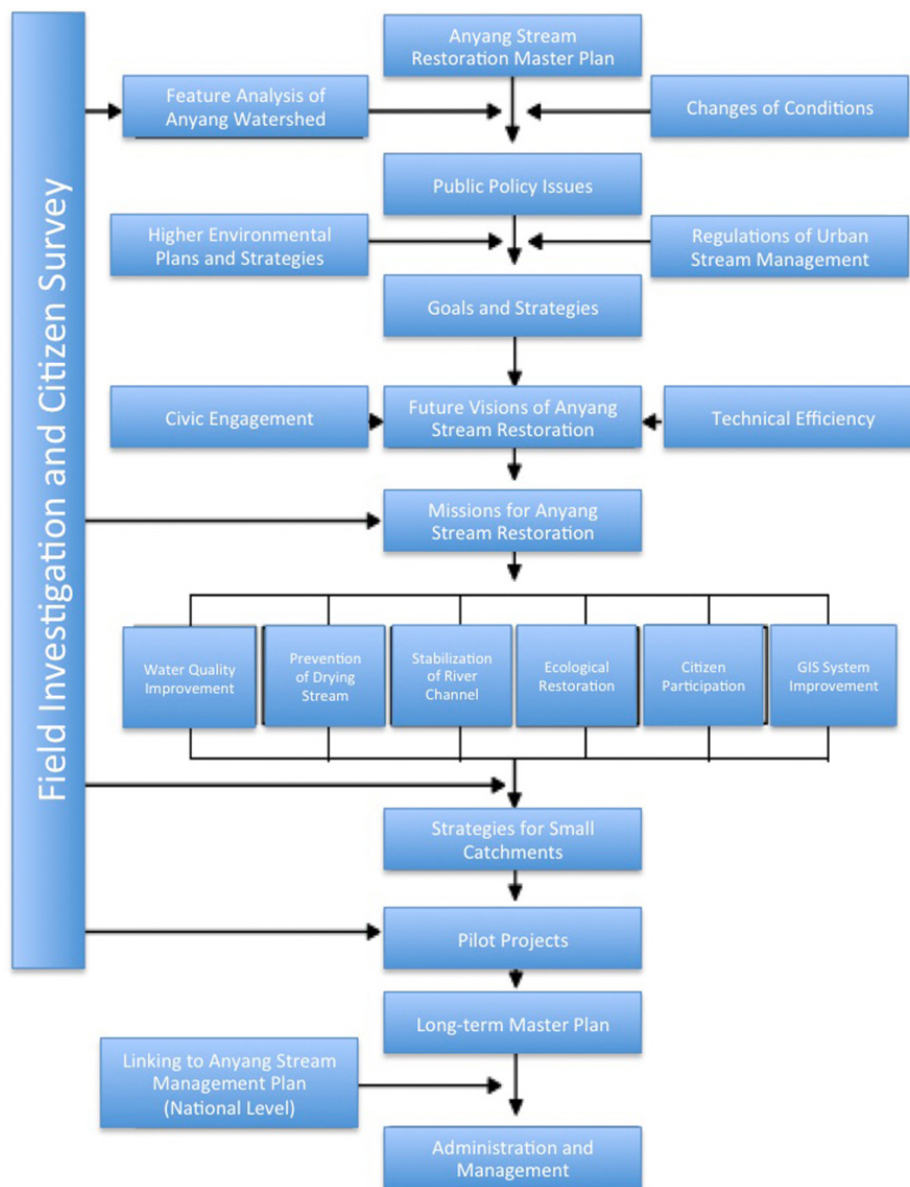 Field Investigation and Citizen Survey
Anyang Stream
Restoration Master Plan
Feature Analysis of
Anyang Watershed
Changes of Conditions
Public Policy Issues
Higher Environmental
Plans and Strategies
Regulations of Urban
Stream Management
Goals and Strategies
Civic Engagement
Future Visions of Anyang
Stream Restoration
Technical Efficiency
Missions for Anyang
Stream Restoration
Water Quality
Improvement
Prevention
of Drying
Stream
Stabilization
of River
Channel
Ecological
Restoration
Citizen
Participation
GIS System
Improvement
Strategies for Small
Catchments
Pilot Projects
Long-term Master Plan
Linking to Anyang Stream
Management Plan
(National Level)
Administration and
Management